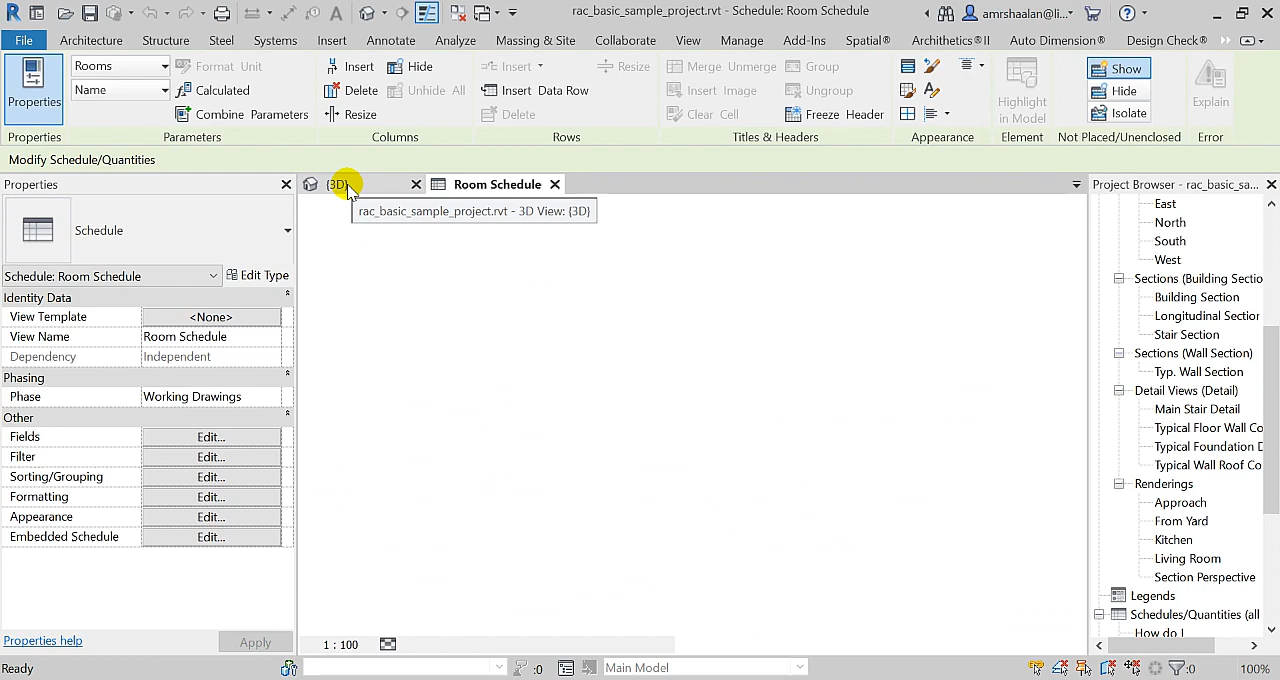 rac_basic_sample_project.rvt - Schedule: Room Schedule
amrshaalan@li...
File Architecture Structure Steel Systems Insert Annotate Analyze Massing & Site Collaborate View Manage Add-Ins Spatial® Archithetics®II Auto Dimension® Design Check®
Properties
Rooms
Name
Format Unit
Calculated
Combine Parameters
Insert Hide
Delete Unhide All
Resize
Insert Resize
Insert Data Row
Delete
Merge Unmerge Group
Insert Image Ungroup
Clear Cell Freeze Header
Highlight in Model
Show
Hide
Isolate
Explain
Properties Parameters Columns Rows Titles & Headers Appearance Element Not Placed/Unenclosed Error
Modify Schedule/Quantities
Properties
{3D} Room Schedule
rac_basic_sample_project.rvt - 3D View: {3D}
Schedule
Schedule: Room Schedule Edit Type
Identity Data
View Template <None>
View Name Room Schedule
Dependency Independent
Phasing
Phase Working Drawings
Other
Fields Edit...
Filter Edit...
Sorting/Grouping Edit...
Formatting Edit...
Appearance Edit...
Embedded Schedule Edit...
Properties help Apply
1 : 100
Project Browser - rac_basic_sa...
East
North
South
West
Sections (Building Sectio
Building Section
Longitudinal Section
Stair Section
Sections (Wall Section)
Typ. Wall Section
Detail Views (Detail)
Main Stair Detail
Typical Floor Wall Co
Typical Foundation D
Typical Wall Roof Co
Renderings
Approach
From Yard
Kitchen
Living Room
Section Perspective
Legends
Schedules/Quantities (all
How do I
Ready :0 Main Model :0 100%